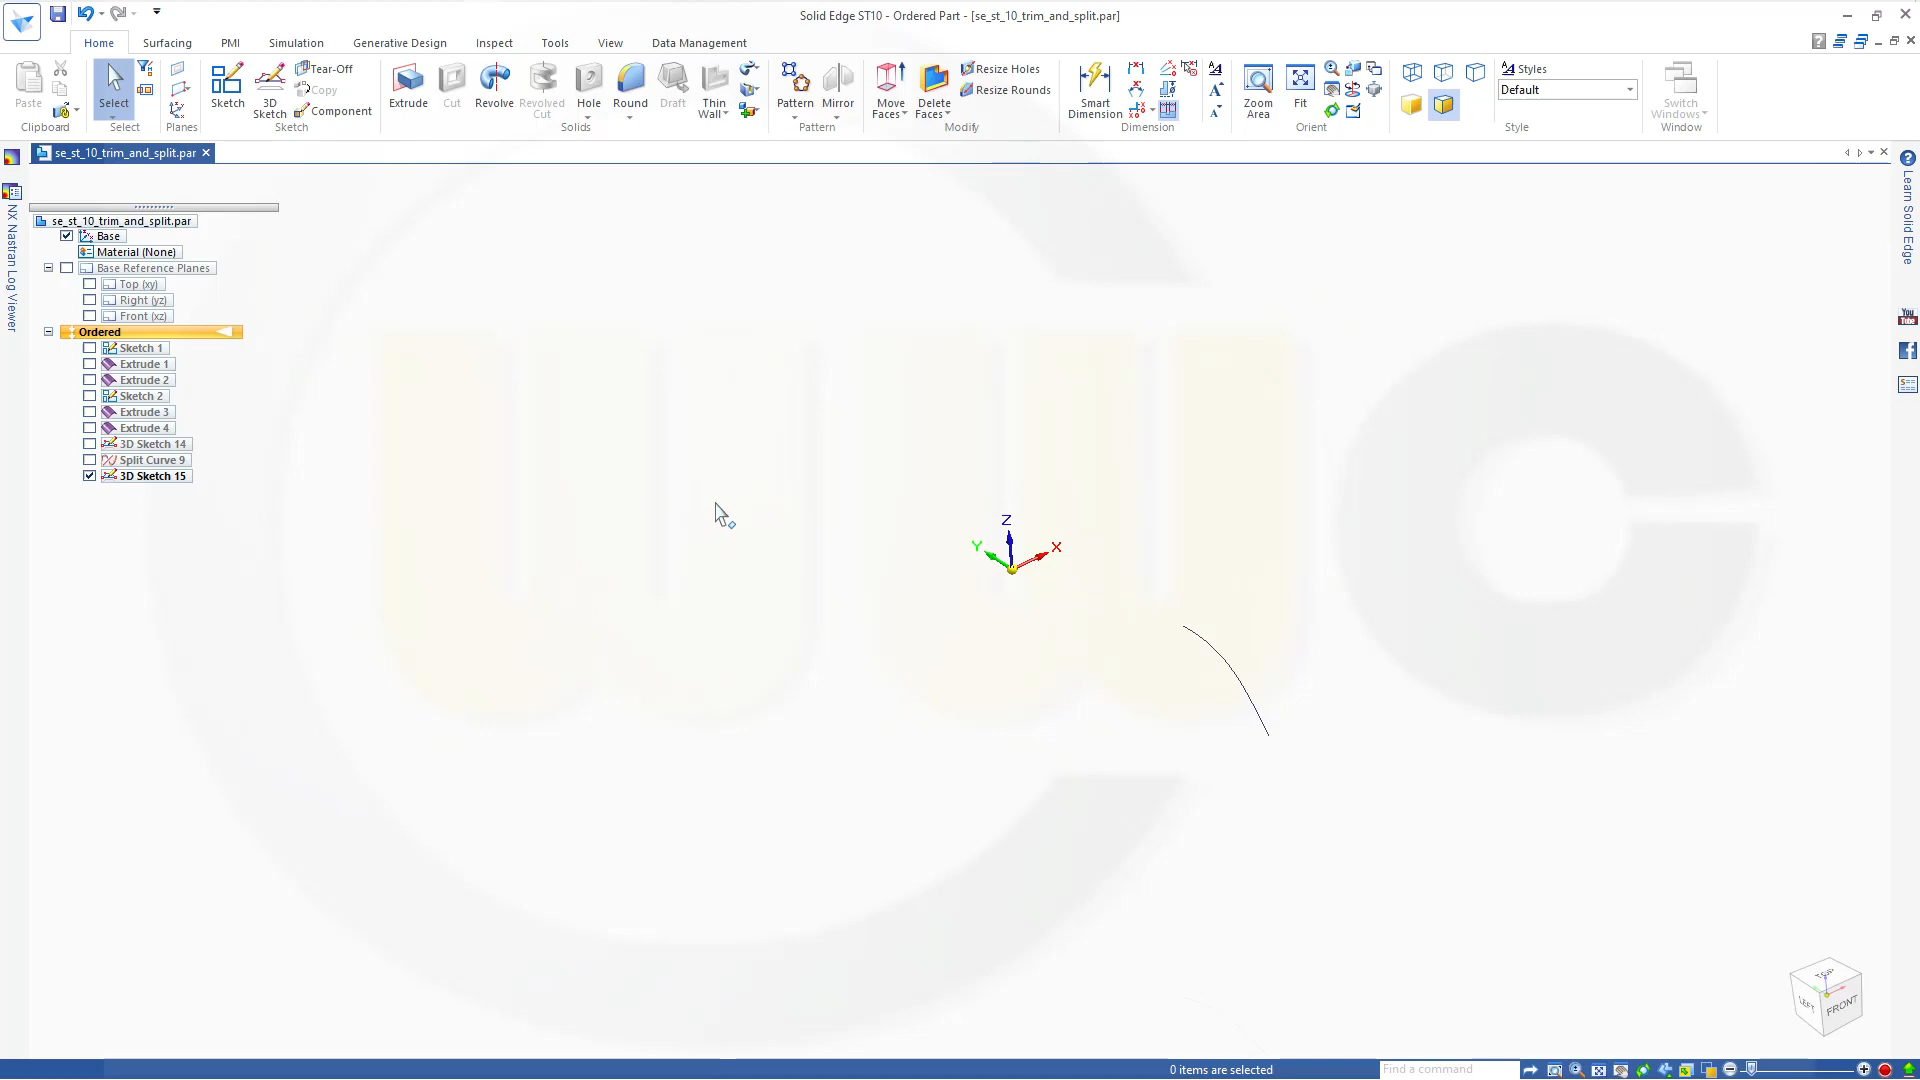 Solid Edge ST10 - Ordered Part - [se_st_10_trim_and_split.par]
Home Surfacing PMI Simulation Generative Design Inspect Tools View Data Management
Paste
Clipboard
Select
Select
Planes
Sketch
3D Sketch
Tear-Off
Copy
Component
Sketch
Extrude
Cut
Revolve
Revolved Cut
Hole
Round
Draft
Thin Wall
Solids
Pattern
Mirror
Pattern
Move Faces
Delete Faces
Resize Holes
Resize Rounds
Modify
Smart Dimension
Dimension
Zoom Area
Fit
Orient
Styles
Default
Style
Switch Windows
Window
se_st_10_trim_and_split.par
NX Nastran Log Viewer
Learn Solid Edge
You Tube
se_st_10_trim_and_split.par
Base
Material (None)
Base Reference Planes
Top (xy)
Right (yz)
Front (xz)
Ordered
Sketch 1
Extrude 1
Extrude 2
Sketch 2
Extrude 3
Extrude 4
3D Sketch 14
Split Curve 9
3D Sketch 15
Z
Y
X
TOP
LEFT
FRONT
0 items are selected
Find a command